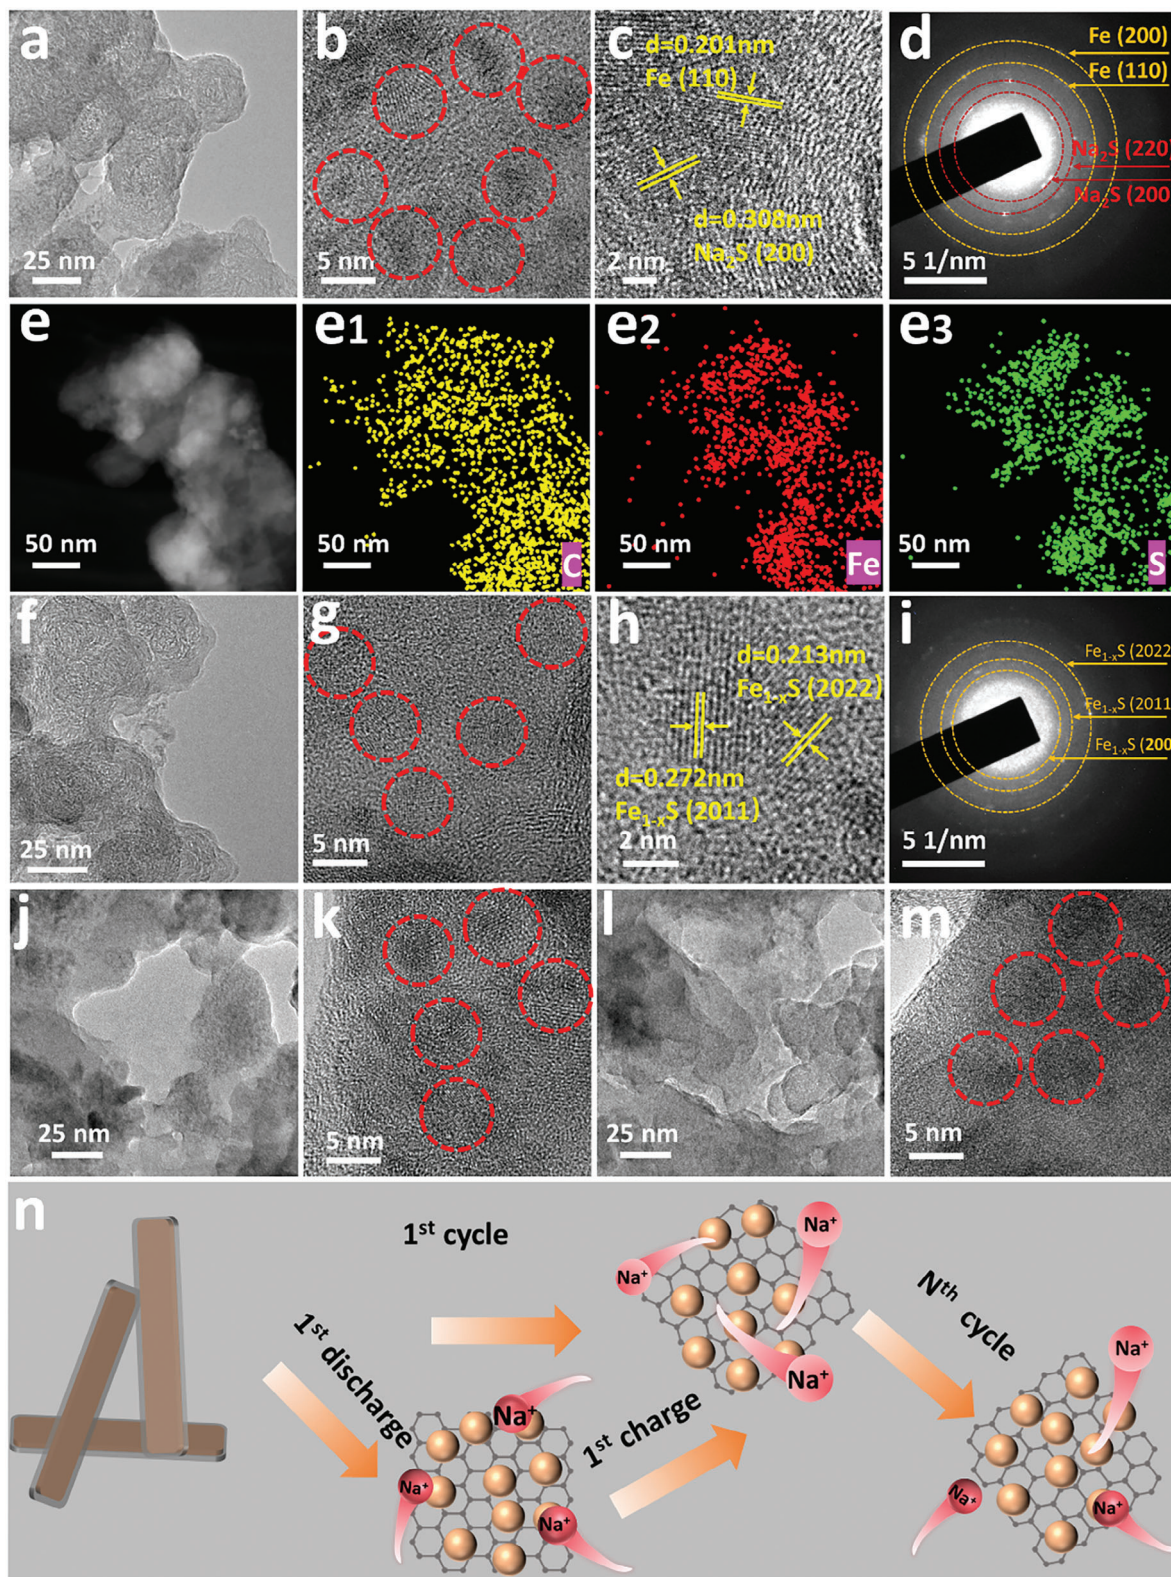 a
25 nm
b
5 nm
c
d=0.201nm
Fe (110)
d=0.308nm
Na₂S (200)
2 nm
d
Fe (200)
Fe (110)
Na₂S (220)
Na₂S (200
5 1/nm
e
50 nm
e1
50 nm
C
e2
50 nm
Fe
e3
50 nm
S
f
25 nm
g
5 nm
h
d=0.213nm
Fe₁₋ₓS (2022)
d=0.272nm
Fe₁₋ₓS (2011)
2 nm
i
Fe₁₋ₓS (2022
Fe₁₋ₓS (2011
Fe₁₋ₓS (200
5 1/nm
j
25 nm
k
5 nm
l
25 nm
m
5 nm
n
1ˢᵗ cycle
1ˢᵗ discharge
1ˢᵗ charge
Nᵗʰ cycle
Na⁺
Na⁺
Na⁺
Na⁺
Na⁺
Na⁺
Na⁺
Na⁺
Na⁺